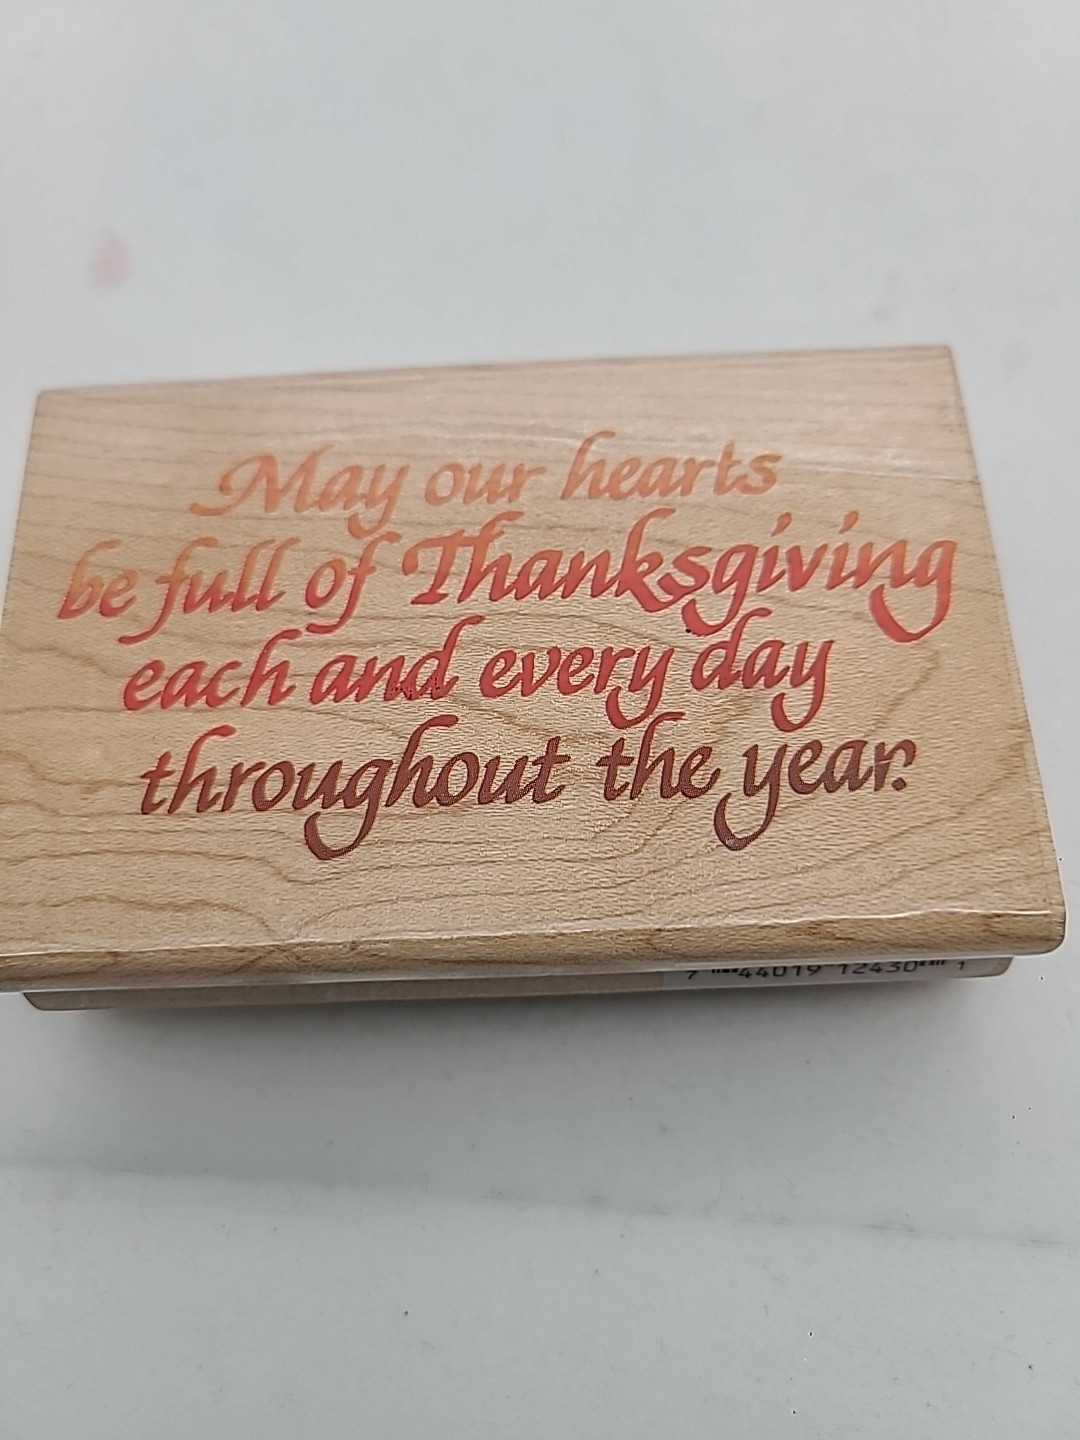 May our hearts
be full of Thanksgiving
each and every day
throughout the year.
7 44019 12430 1